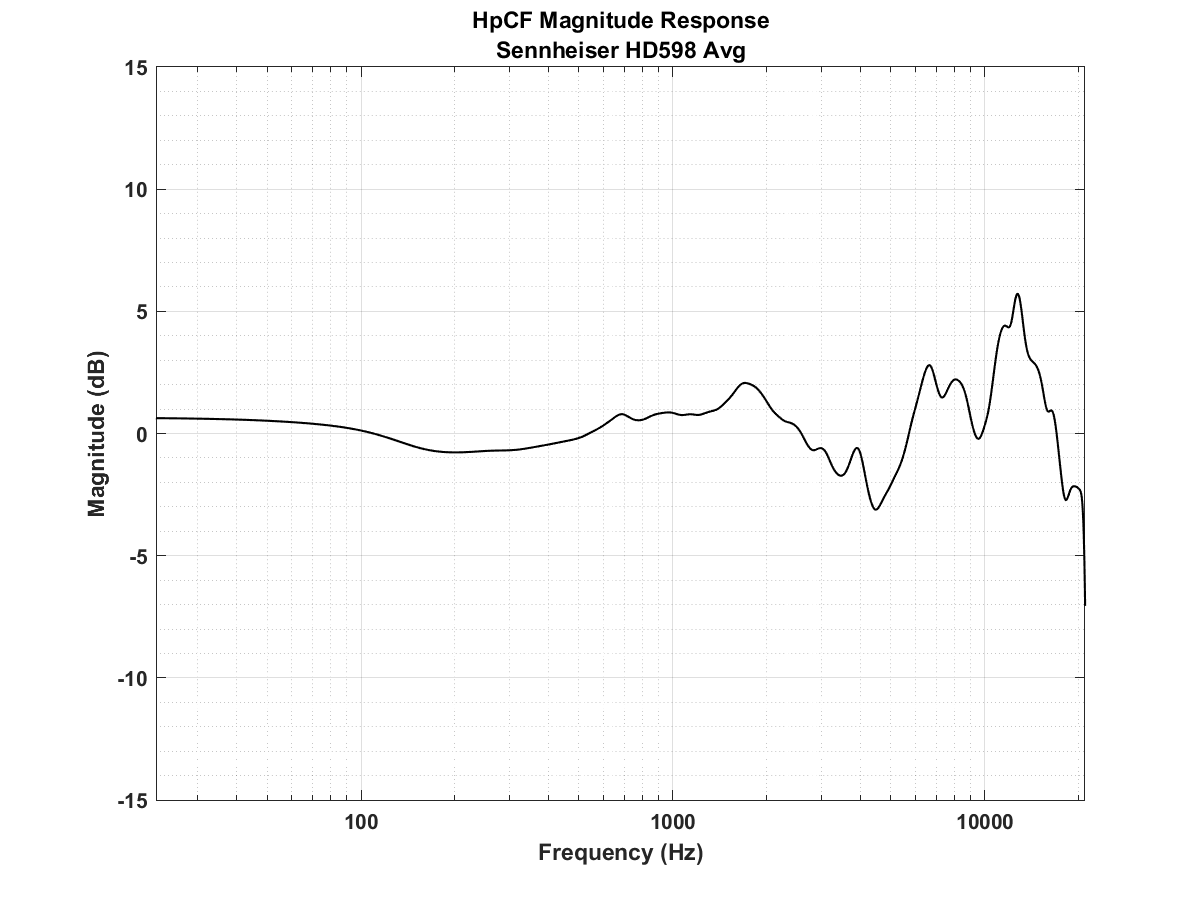 HpCF Magnitude Response
Sennheiser HD598 Avg
15
10
5
0
-5
-10
-15
Magnitude (dB)
100 1000 10000
Frequency (Hz)